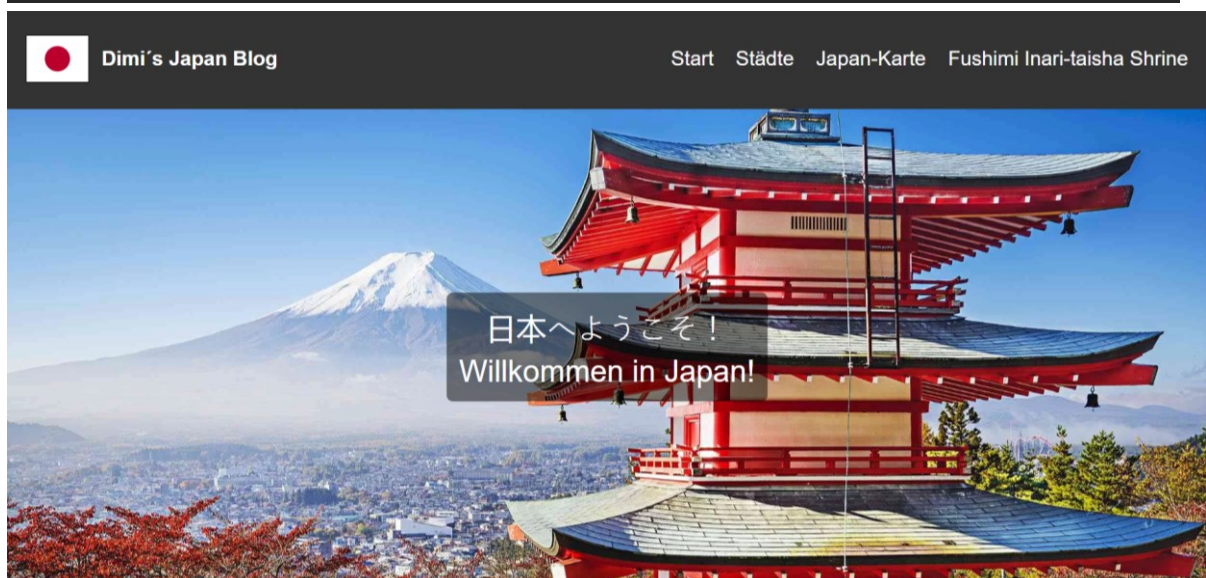 Dimi´s Japan Blog
Start Städte Japan-Karte Fushimi Inari-taisha Shrine
日本へようこそ！
Willkommen in Japan!